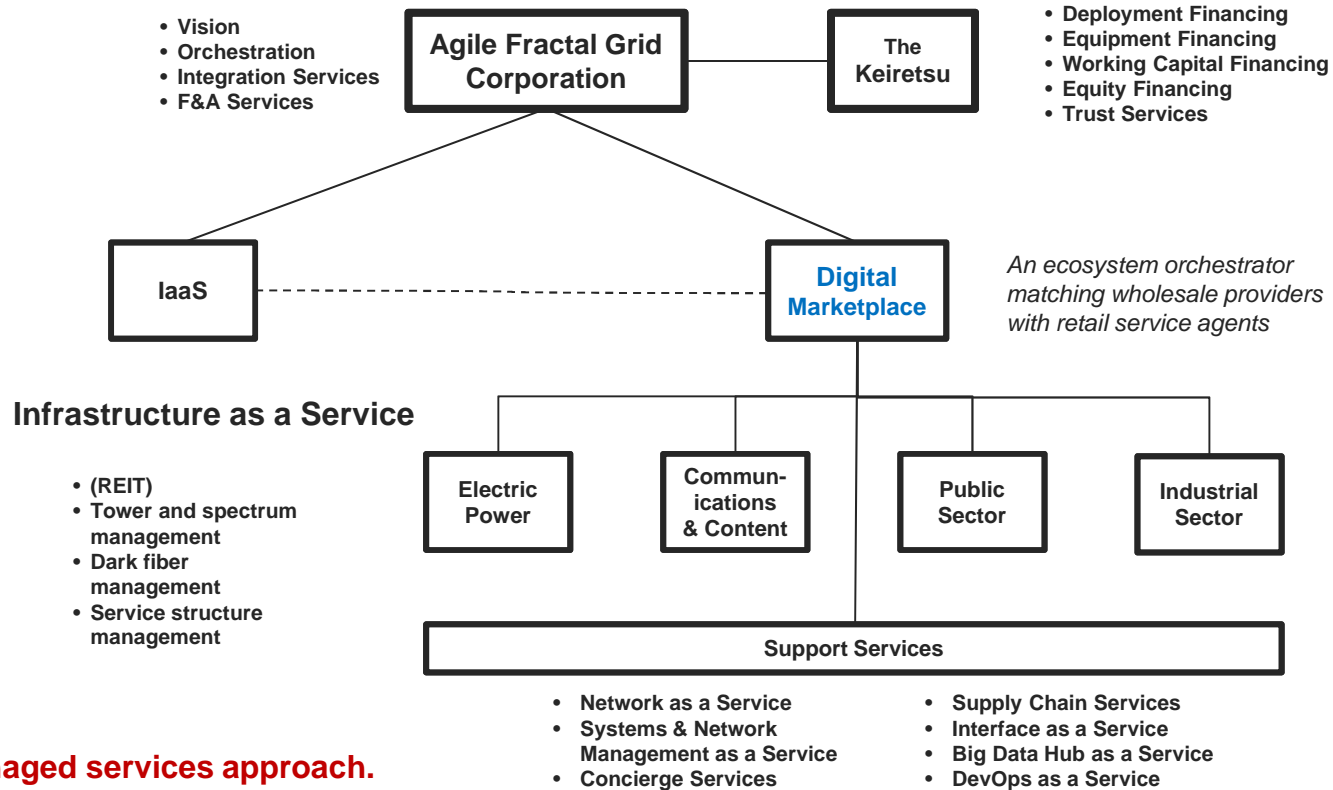 • Vision
• Orchestration
• Integration Services
• F&A Services
Agile Fractal Grid
Corporation
The
Keiretsu
• Deployment Financing
• Equipment Financing
• Working Capital Financing
• Equity Financing
• Trust Services
IaaS
Digital
Marketplace
An ecosystem orchestrator
matching wholesale providers
with retail service agents
Infrastructure as a Service
• (REIT)
• Tower and spectrum
management
• Dark fiber
management
• Service structure
management
Electric
Power
Commun-
ications
& Content
Public
Sector
Industrial
Sector
Support Services
• Network as a Service
• Systems & Network
Management as a Service
• Concierge Services
• Supply Chain Services
• Interface as a Service
• Big Data Hub as a Service
• DevOps as a Service
services approach.